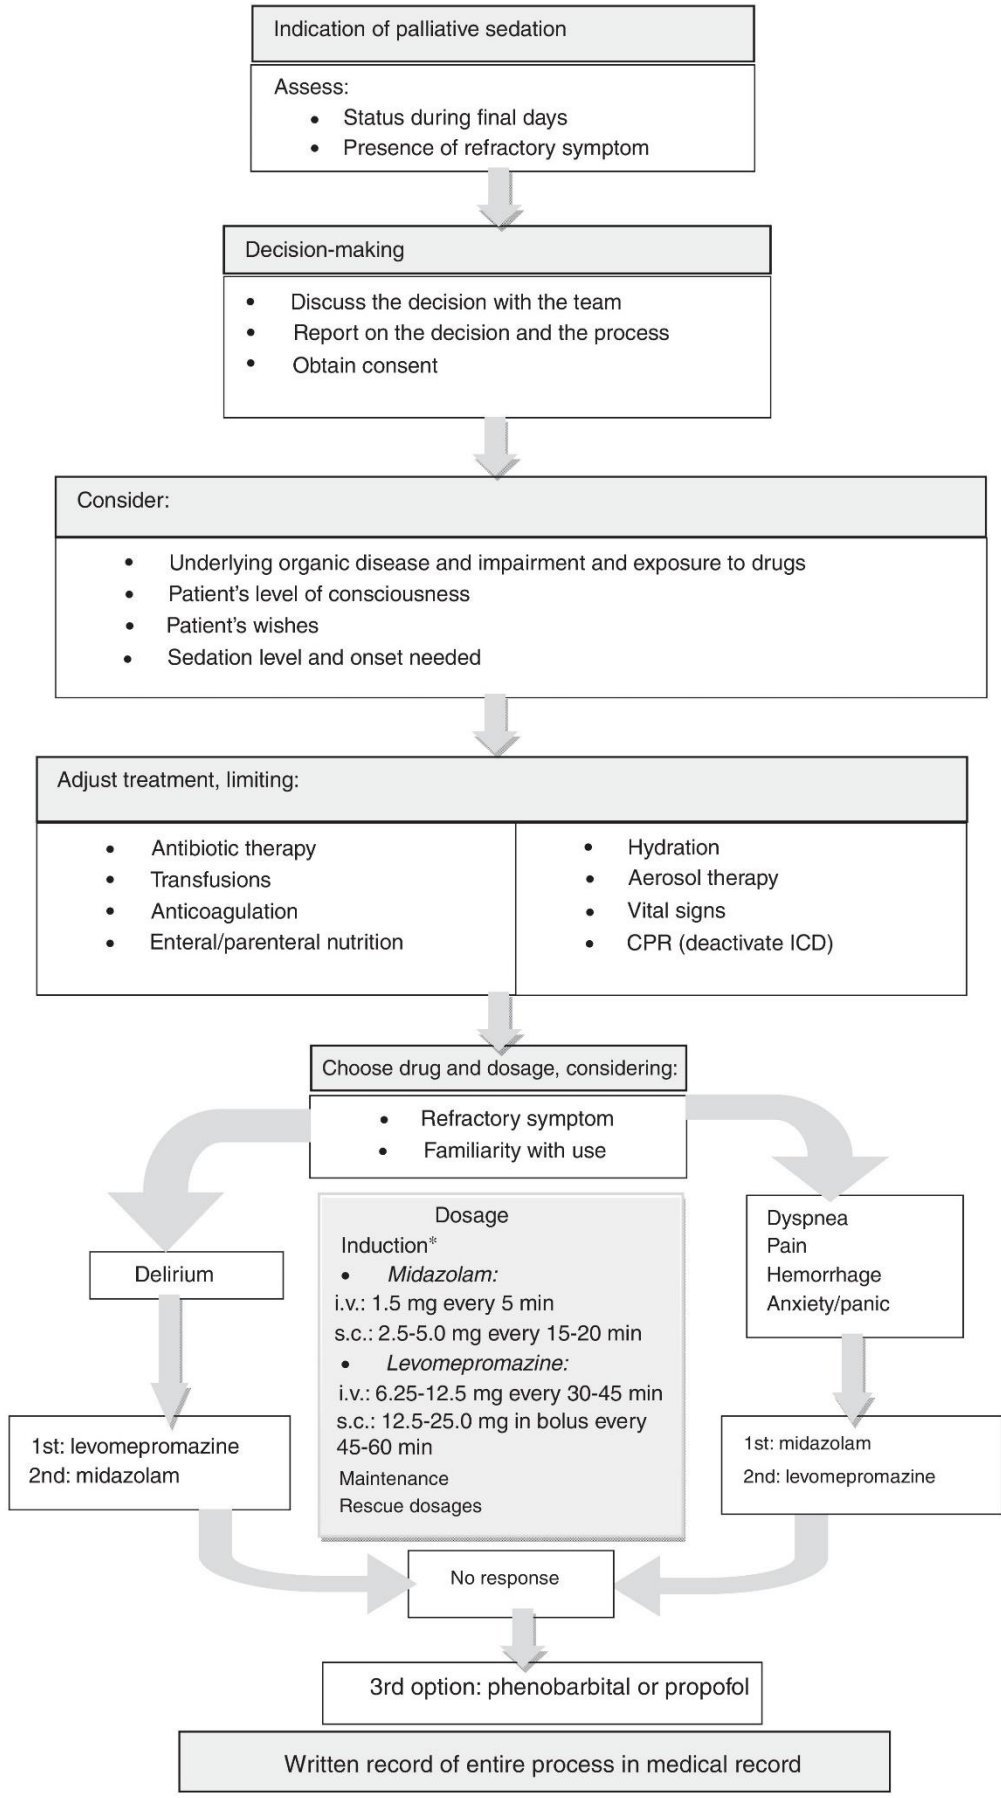 Indication of palliative sedation
Assess:
• Status during final days
• Presence of refractory symptom
Decision-making
• Discuss the decision with the team
• Report on the decision and the process
• Obtain consent
Consider:
• Underlying organic disease and impairment and exposure to drugs
• Patient's level of consciousness
• Patient's wishes
• Sedation level and onset needed
Adjust treatment, limiting:
• Antibiotic therapy
• Transfusions
• Anticoagulation
• Enteral/parenteral nutrition
• Hydration
• Aerosol therapy
• Vital signs
• CPR (deactivate ICD)
Choose drug and dosage, considering:
• Refractory symptom
• Familiarity with use
Delirium
1st: levomepromazine
2nd: midazolam
Dosage
Induction*
• Midazolam:
i.v.: 1.5 mg every 5 min
s.c.: 2.5-5.0 mg every 15-20 min
• Levomepromazine:
i.v.: 6.25-12.5 mg every 30-45 min
s.c.: 12.5-25.0 mg in bolus every
45-60 min
Maintenance
Rescue dosages
Dyspnea
Pain
Hemorrhage
Anxiety/panic
1st: midazolam
2nd: levomepromazine
No response
3rd option: phenobarbital or propofol
Written record of entire process in medical record